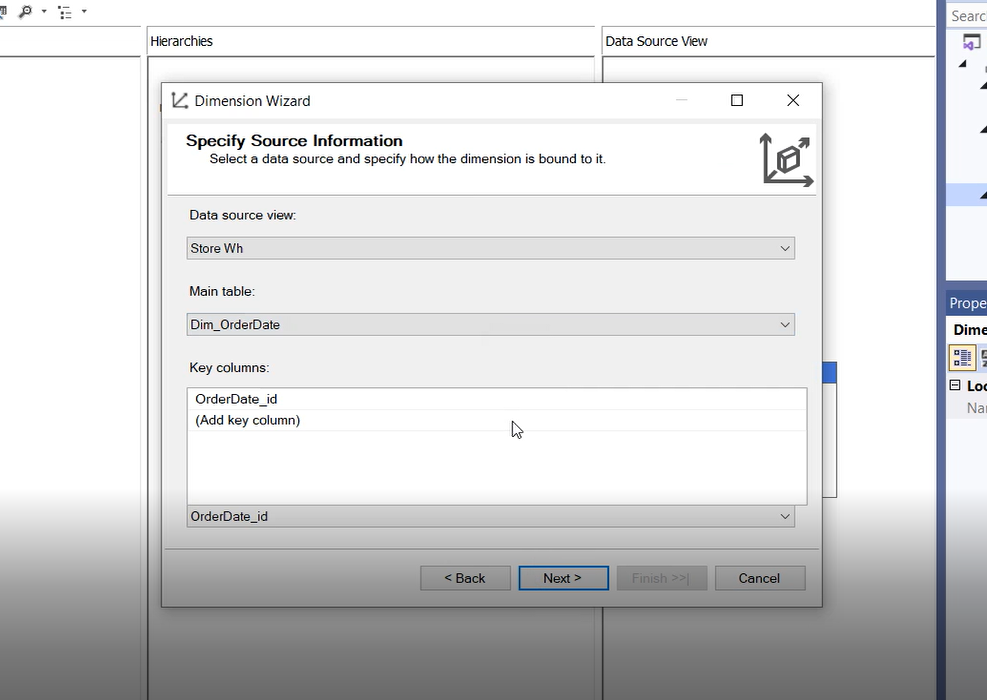 Hierarchies
Data Source View
Searc
Dimension Wizard
Specify Source Information
Select a data source and specify how the dimension is bound to it.
Data source view:
Store Wh
Main table:
Dim_OrderDate
Key columns:
OrderDate_id
(Add key column)
OrderDate_id
< Back
Next >
Finish >>|
Cancel
Prope
Dime
Loc
Nar